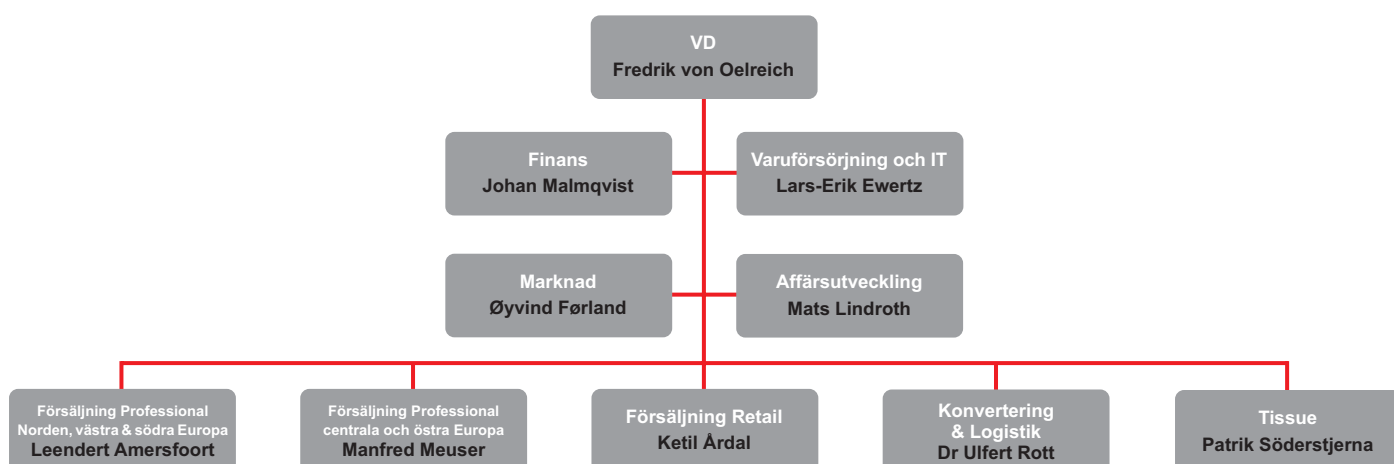 VD
Fredrik von Oelreich
Finans
Johan Malmqvist
Varuförsörjning och IT
Lars-Erik Ewertz
Marknad
Øyvind Førland
Affärsutveckling
Mats Lindroth
Försäljning Professional
Norden, västra & södra Europa
Leendert Amersfoort
Försäljning Professional
centrala och östra Europa
Manfred Meuser
Försäljning Retail
Ketil Årdal
Konvertering
& Logistik
Dr Ulfert Rott
Tissue
Patrik Söderstjerna